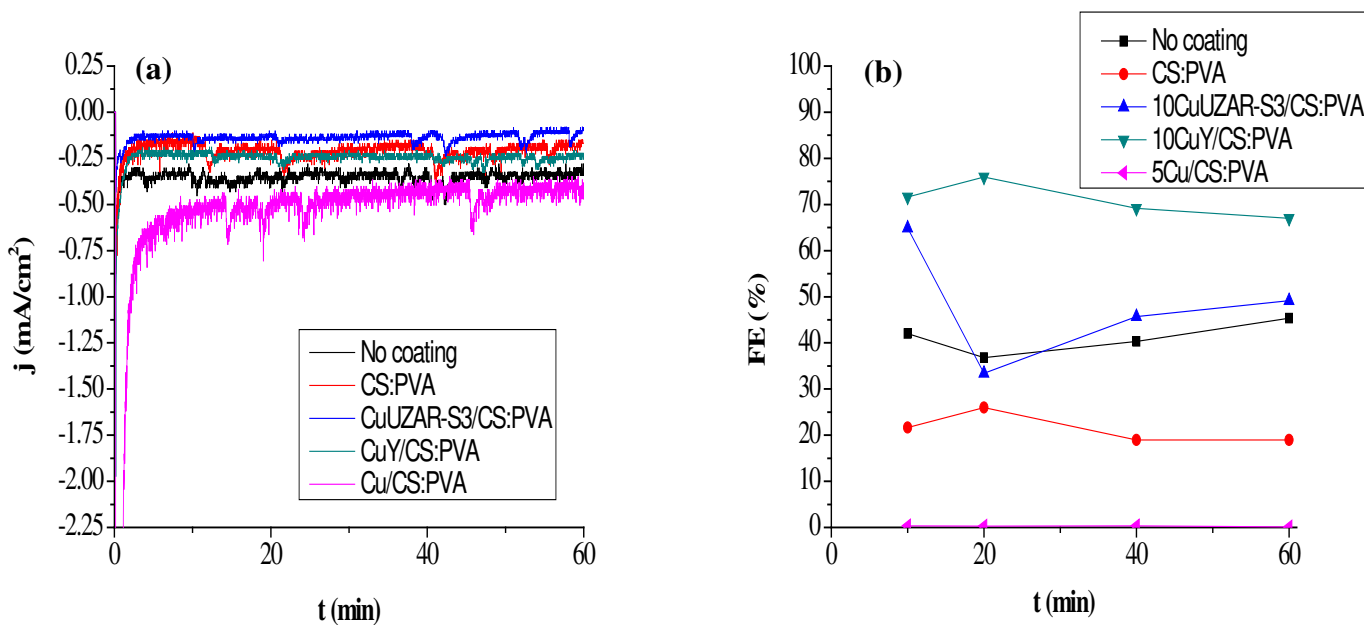 (a)
0.25
0.00
-0.25
-0.50
-0.75
-1.00
-1.25
-1.50
-1.75
-2.00
-2.25
j (mA/cm²)
0 20 40 60
t (min)
No coating
CS:PVA
CuUZAR-S3/CS:PVA
CuY/CS:PVA
Cu/CS:PVA
(b)
100
90
80
70
60
50
40
30
20
10
0
FE (%)
0 20 40 60
t (min)
No coating
CS:PVA
10CuUZAR-S3/CS:PVA
10CuY/CS:PVA
5Cu/CS:PVA